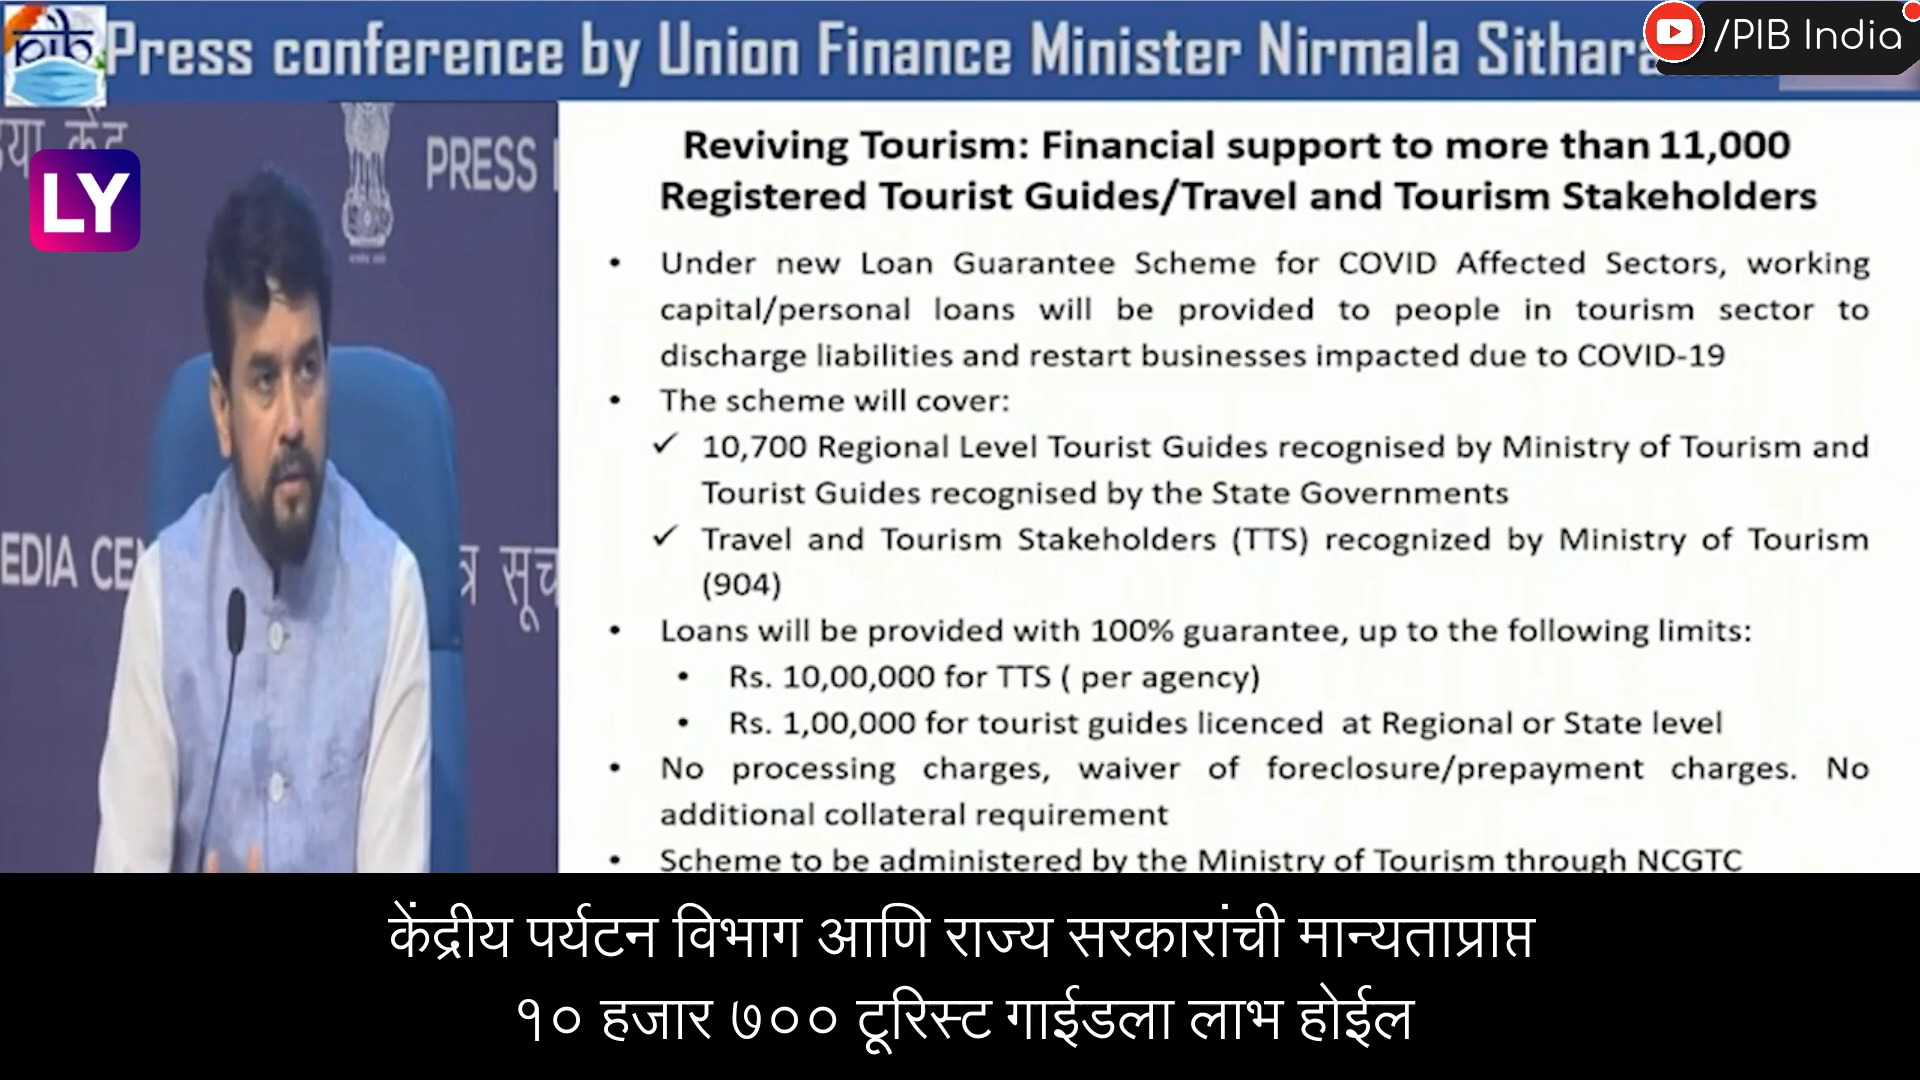 pib
Press conference by Union Finance Minister Nirmala
/PIB India
LY
PRESS
EDIA CE
Reviving Tourism: Financial support to more than 11,000
Registered Tourist Guides/Travel and Tourism Stakeholders
• Under new Loan Guarantee Scheme for COVID Affected Sectors, working
capital/personal loans will be provided to people in tourism sector to
discharge liabilities and restart businesses impacted due to COVID-19
• The scheme will cover:
✓ 10,700 Regional Level Tourist Guides recognised by Ministry of Tourism and
Tourist Guides recognised by the State Governments
✓ Travel and Tourism Stakeholders (TTS) recognized by Ministry of Tourism
(904)
• Loans will be provided with 100% guarantee, up to the following limits:
• Rs. 10,00,000 for TTS ( per agency)
• Rs. 1,00,000 for tourist guides licenced at Regional or State level
• No processing charges, waiver of foreclosure/prepayment charges. No
additional collateral requirement
• Scheme to be administered by the Ministry of Tourism through NCGTC
केंद्रीय पर्यटन विभाग आणि राज्य सरकारांची मान्यताप्राप्त
१० हजार ७०० टूरिस्ट गाईडला लाभ होईल